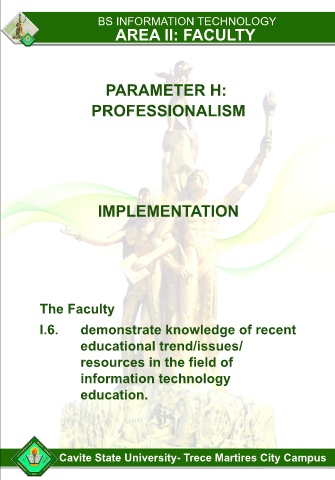 BS INFORMATION TECHNOLOGY
AREA II: FACULTY
PARAMETER H:
PROFESSIONALISM
IMPLEMENTATION
The Faculty
I.6. demonstrate knowledge of recent
educational trend/issues/
resources in the field of
information technology
education.
Cavite State University- Trece Martires City Campus